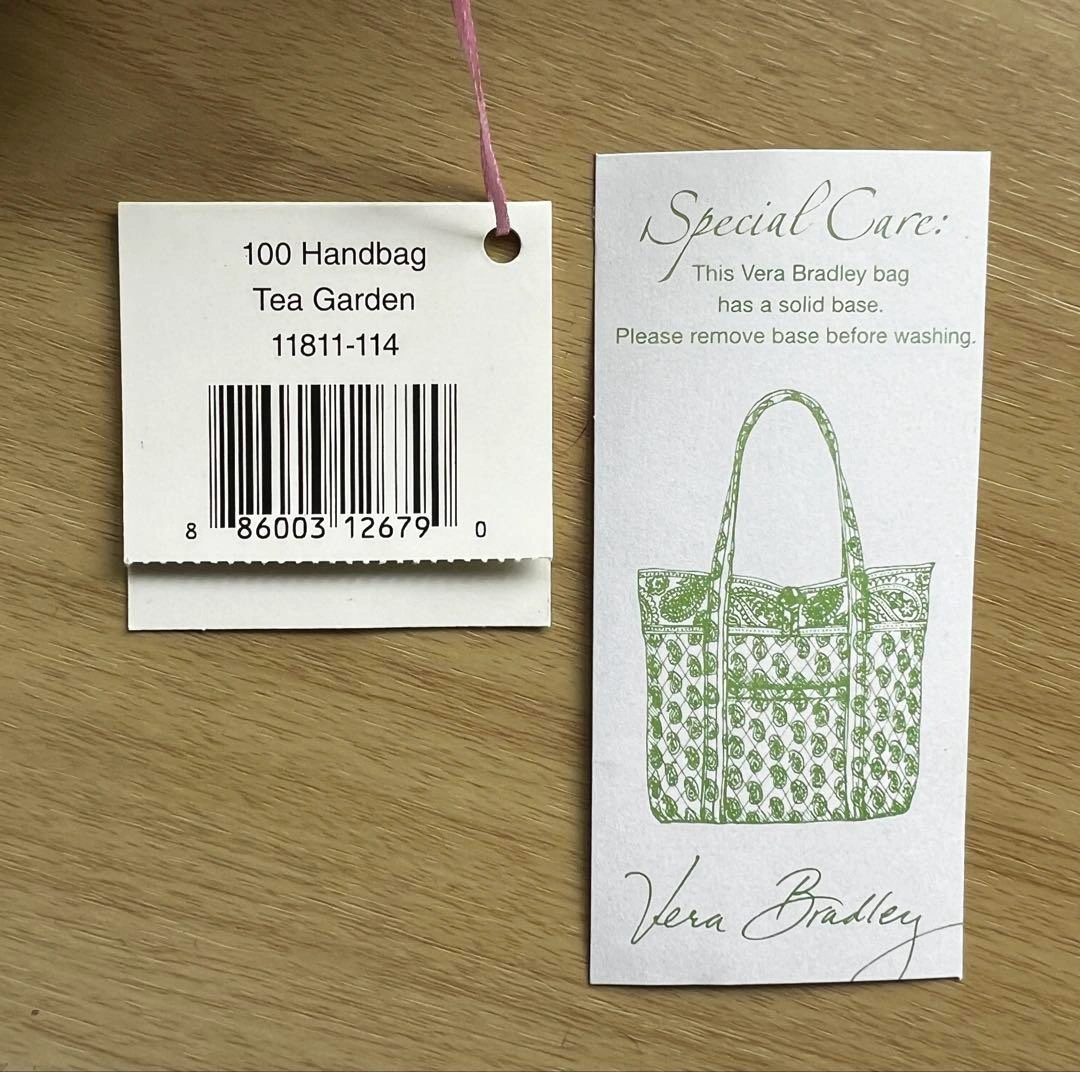 100 Handbag
Tea Garden
11811-114
8 86003 12679 0
Special Care:
This Vera Bradley bag
has a solid base.
Please remove base before washing.
Vera Bradley